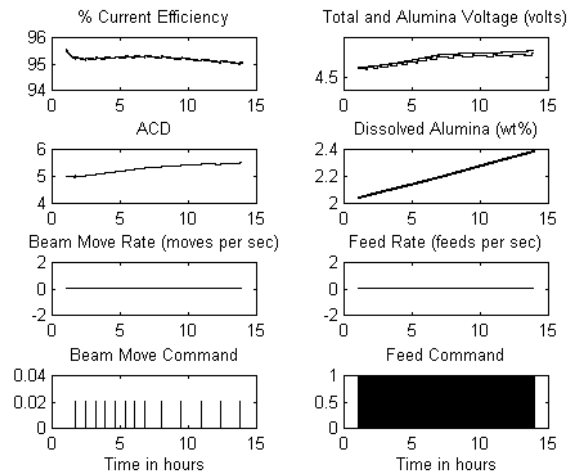 % Current Efficiency
Total and Alumina Voltage (volts)
96
95
94
4.5
0 5 10 15
0 5 10 15
ACD
Dissolved Alumina (wt%)
6
5
4
2.4
2.2
2
0 5 10 15
0 5 10 15
Beam Move Rate (moves per sec)
Feed Rate (feeds per sec)
2
0
-2
2
0
-2
0 5 10 15
0 5 10 15
Beam Move Command
Feed Command
0.04
0.02
0
1
0.5
0
0 5 10 15
0 5 10 15
Time in hours
Time in hours